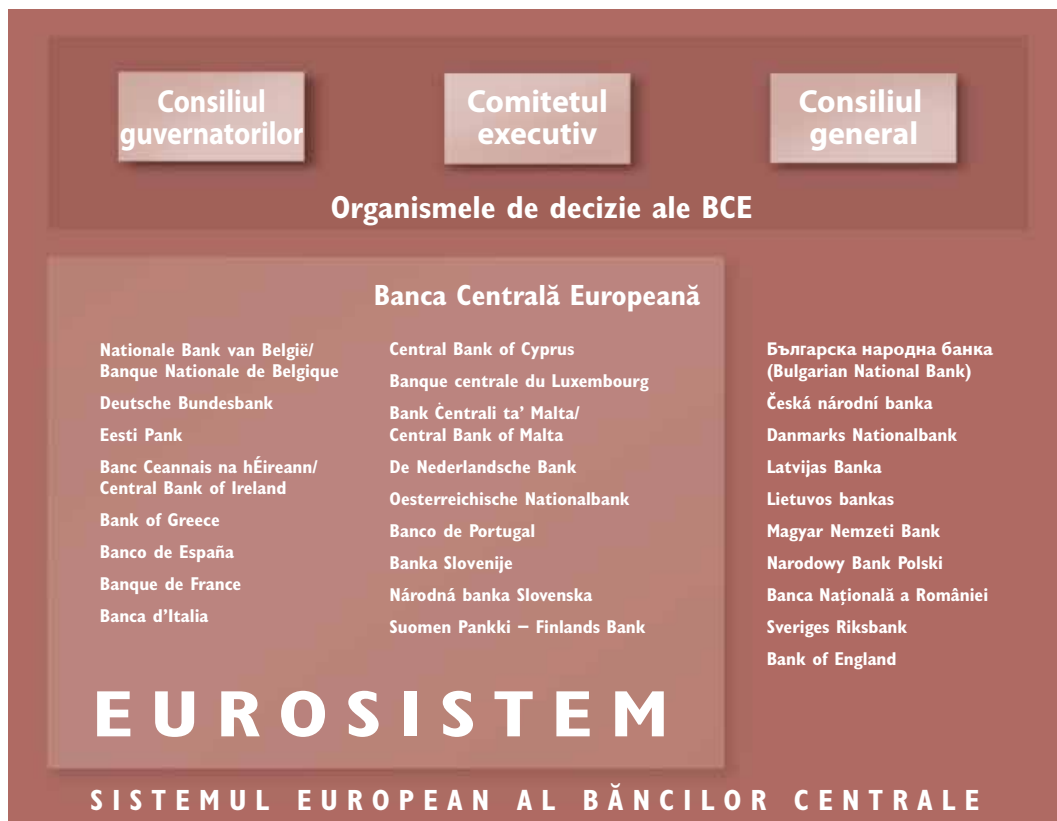 Consiliul
guvernatorilor
Comitetul
executiv
Consiliul
general
Organismele de decizie ale BCE
Banca Centrală Europeană
Nationale Bank van België/
Banque Nationale de Belgique
Deutsche Bundesbank
Eesti Pank
Banc Ceannais na hÉireann/
Central Bank of Ireland
Bank of Greece
Banco de España
Banque de France
Banca d’Italia
Central Bank of Cyprus
Banque centrale du Luxembourg
Bank Ċentrali ta’ Malta/
Central Bank of Malta
De Nederlandsche Bank
Oesterreichische Nationalbank
Banco de Portugal
Banka Slovenije
Národná banka Slovenska
Suomen Pankki – Finlands Bank
Българска народна банка
(Bulgarian National Bank)
Česká národní banka
Danmarks Nationalbank
Latvijas Banka
Lietuvos bankas
Magyar Nemzeti Bank
Narodowy Bank Polski
Banca Națională a României
Sveriges Riksbank
Bank of England
EUROSISTEM
SISTEMUL EUROPEAN AL BĂNCILOR CENTRALE